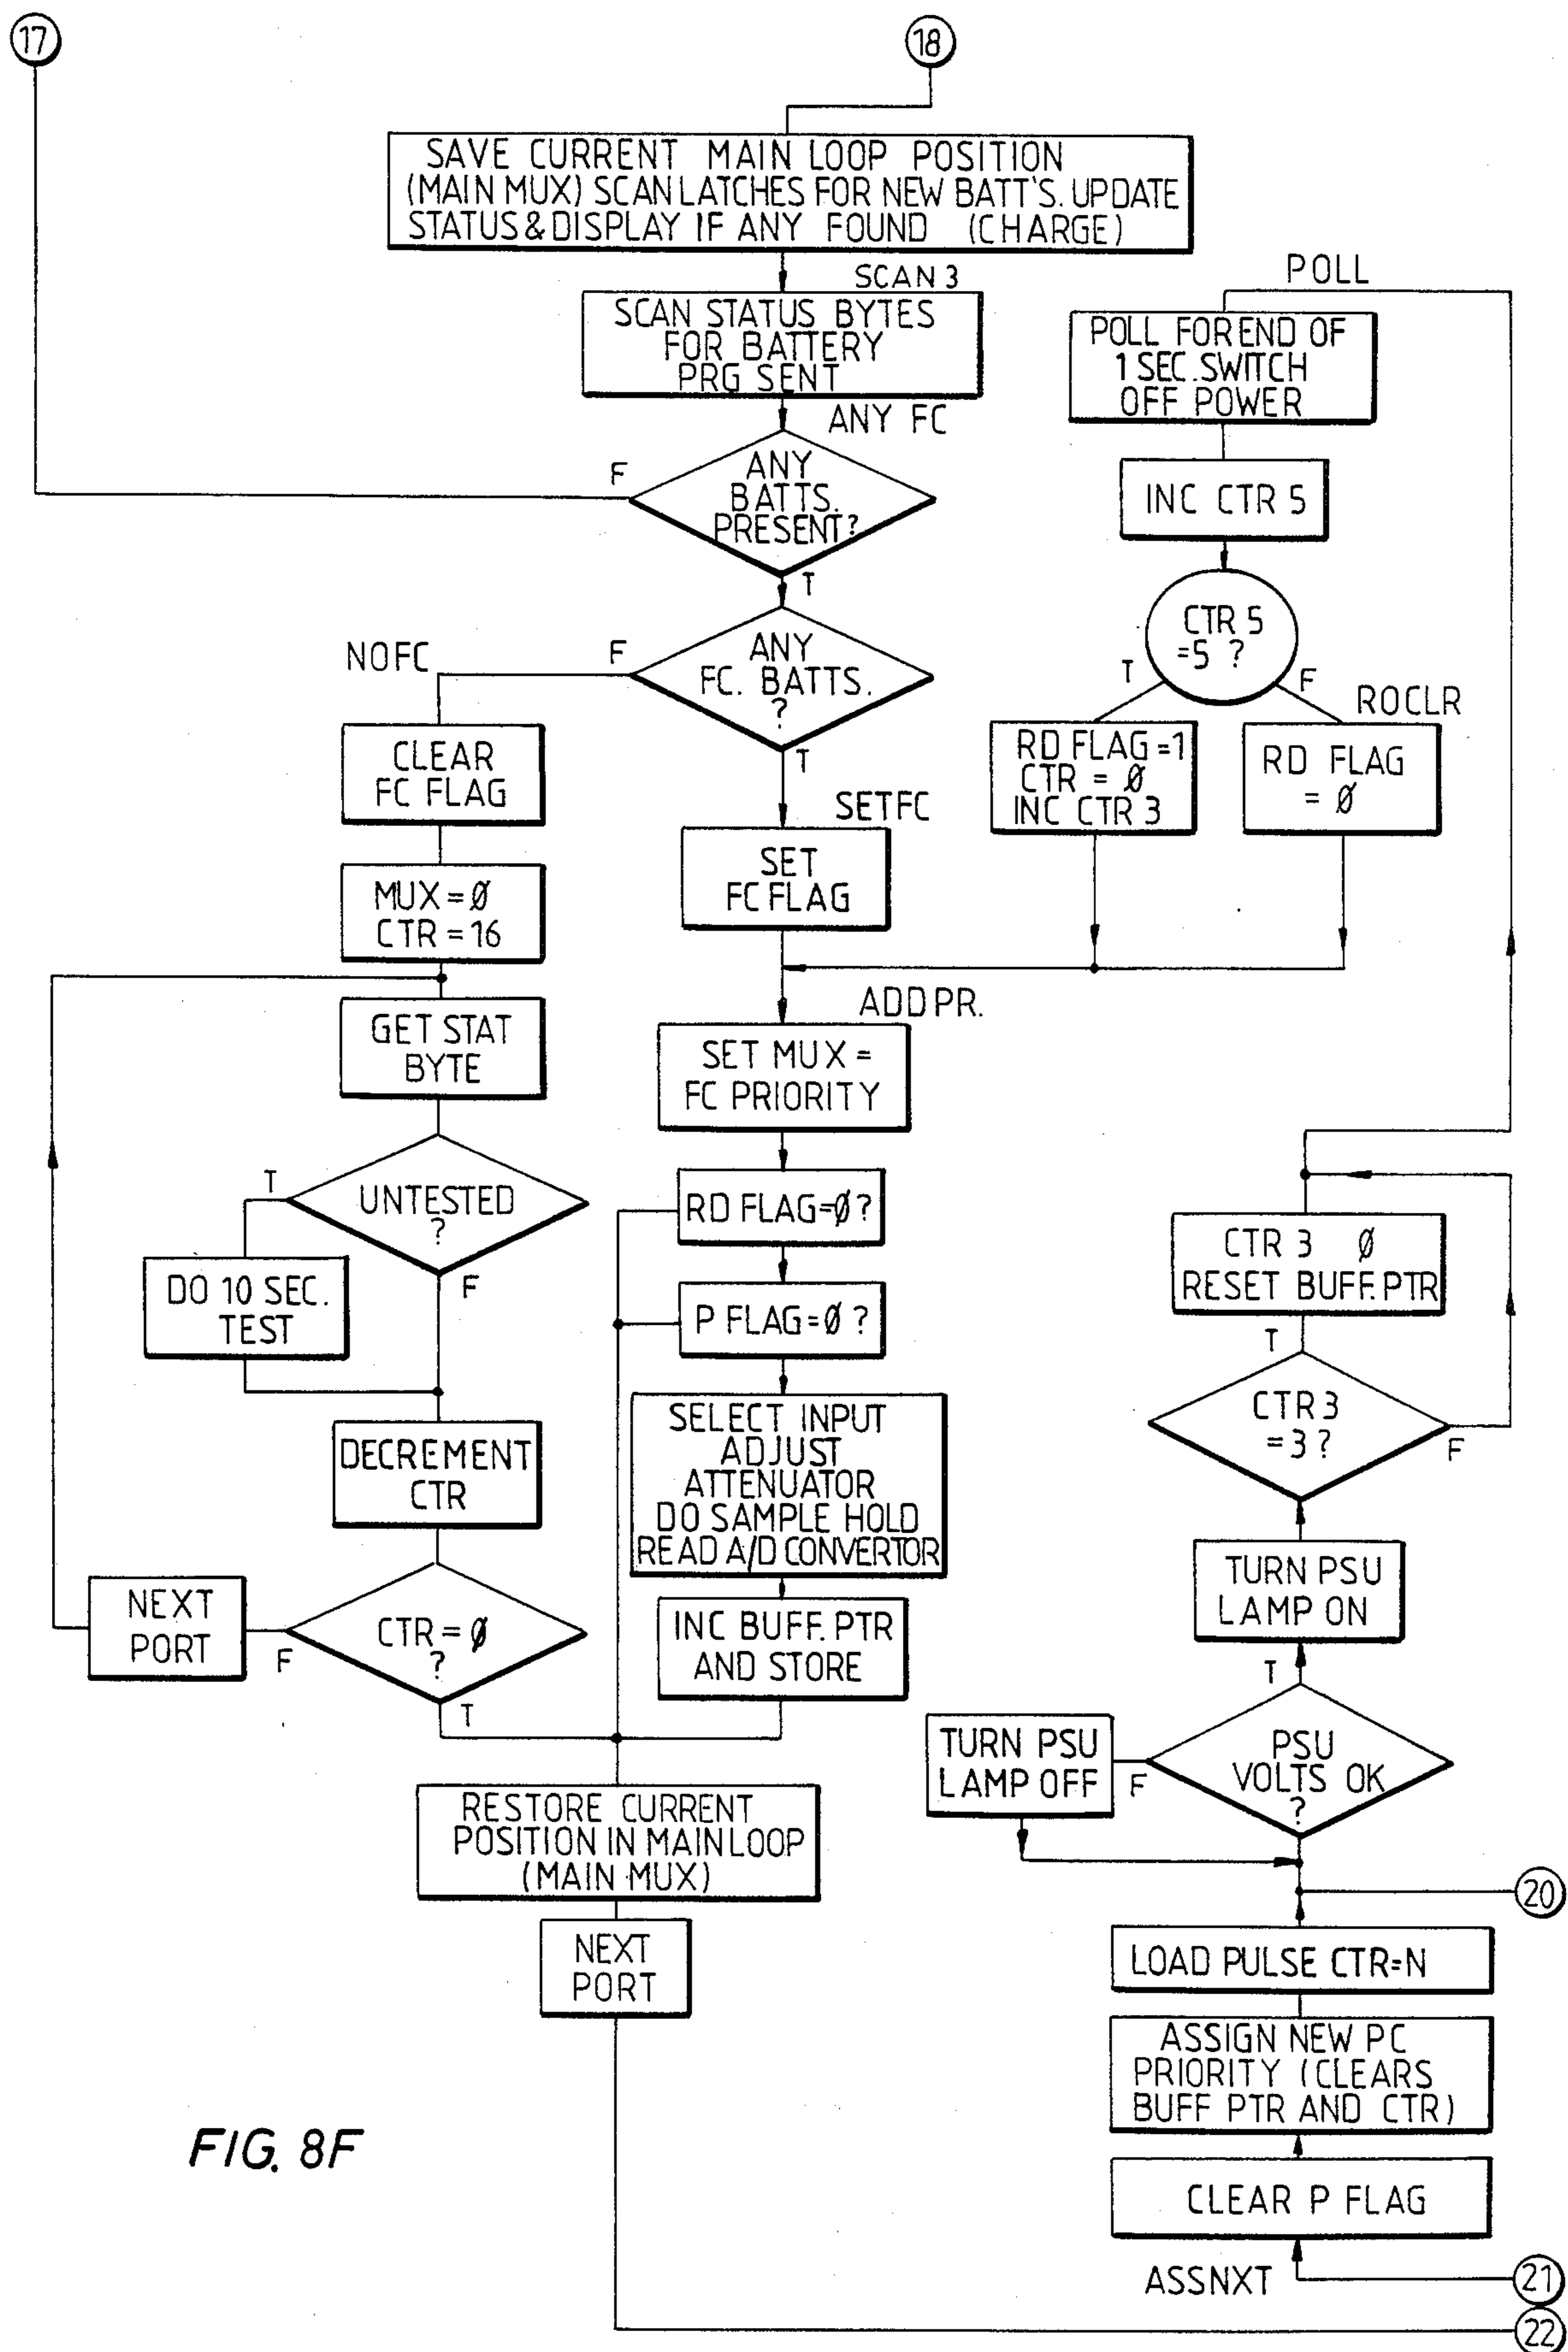 17
18
SAVE CURRENT MAIN LOOP POSITION
(MAIN MUX) SCAN LATCHES FOR NEW BATT'S. UPDATE
STATUS & DISPLAY IF ANY FOUND (CHARGE)
SCAN 3
SCAN STATUS BYTES
FOR BATTERY
PRG SENT
ANY FC
ANY
BATTS.
PRESENT?
F
T
ANY
FC. BATTS.
?
F
T
NOFC
CLEAR
FC FLAG
MUX = Ø
CTR = 16
GET STAT
BYTE
UNTESTED
?
T
F
DO 10 SEC.
TEST
DECREMENT
CTR
CTR = Ø
?
F
T
NEXT
PORT
SETFC
SET
FC FLAG
ADDPR.
SET MUX =
FC PRIORITY
RD FLAG=Ø?
P FLAG=Ø?
SELECT INPUT
ADJUST
ATTENUATOR
DO SAMPLE HOLD
READ A/D CONVERTOR
INC BUFF. PTR
AND STORE
RESTORE CURRENT
POSITION IN MAIN LOOP
(MAIN MUX)
NEXT
PORT
POLL
POLL FOR END OF
1 SEC. SWITCH
OFF POWER
INC CTR 5
CTR 5
=5 ?
T
F
ROCLR
RD FLAG =1
CTR = Ø
INC CTR 3
RD FLAG
= Ø
CTR 3 Ø
RESET BUFF. PTR
T
CTR 3
=3?
F
TURN PSU
LAMP ON
T
PSU
VOLTS OK
?
F
TURN PSU
LAMP OFF
20
LOAD PULSE CTR=N
ASSIGN NEW PC
PRIORITY (CLEARS
BUFF PTR AND CTR)
CLEAR P FLAG
ASSNXT
21
22
FIG. 8F